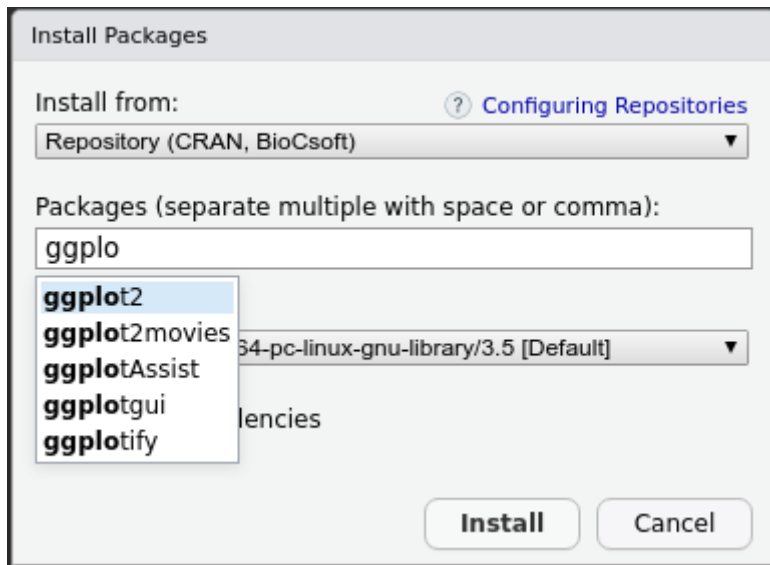 Install Packages
Install from:
? Configuring Repositories
Repository (CRAN, BioCsoft)
Packages (separate multiple with space or comma):
ggplo
ggplot2
ggplot2movies
64-pc-linux-gnu-library/3.5 [Default]
ggplotAssist
ggplotgui
ggplotify
Install
Cancel